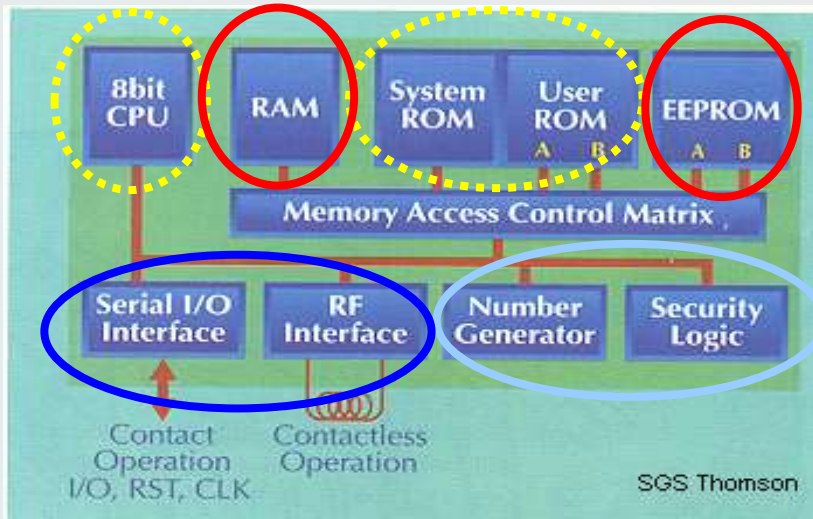 8bit
CPU
RAM
System
ROM
User
ROM
A B
EEPROM
A B
Memory Access Control Matrix
Serial I/O
Interface
RF
Interface
Number
Generator
Security
Logic
Contact
Operation
I/O, RST, CLK
Contactless
Operation
SGS Thomson